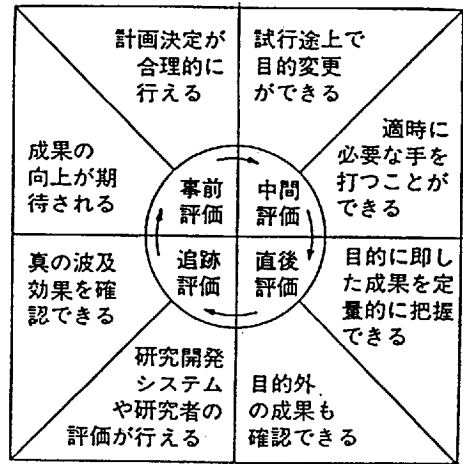 計画決定が
合理的に
行える
試行途上で
目的変更
ができる
成果の
向上が期
待される
適時に
必要な手を
打つことが
できる
事前
評価
中間
評価
追跡
評価
直後
評価
真の波及
効果を確
認できる
目的に即し
た成果を定
量的に把握
できる
研究開発
システム
や研究者の
評価が行える
目的外
の成果も
確認できる